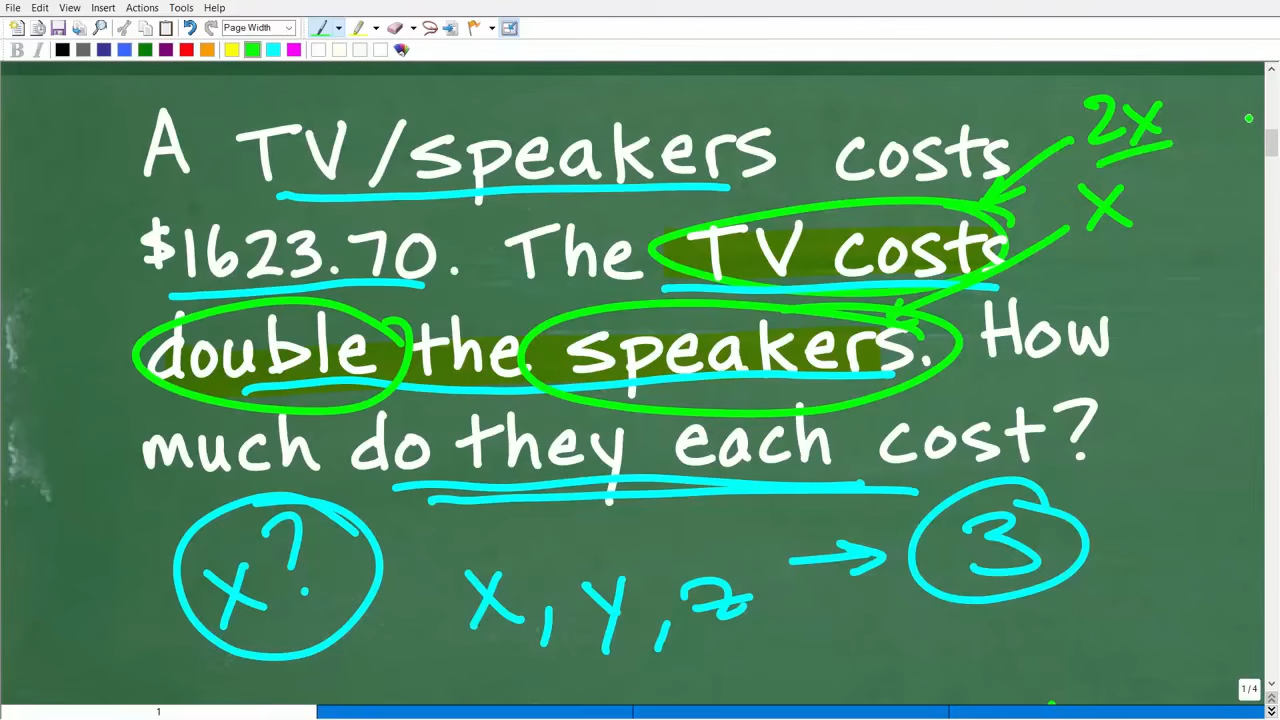 File Edit View Insert Actions Tools Help
Page Width
B I
A TV/speakers costs
2x
x
$1623.70. The TV costs
double the speakers. How
much do they each cost?
x? x, y, z → 3
1/4
1